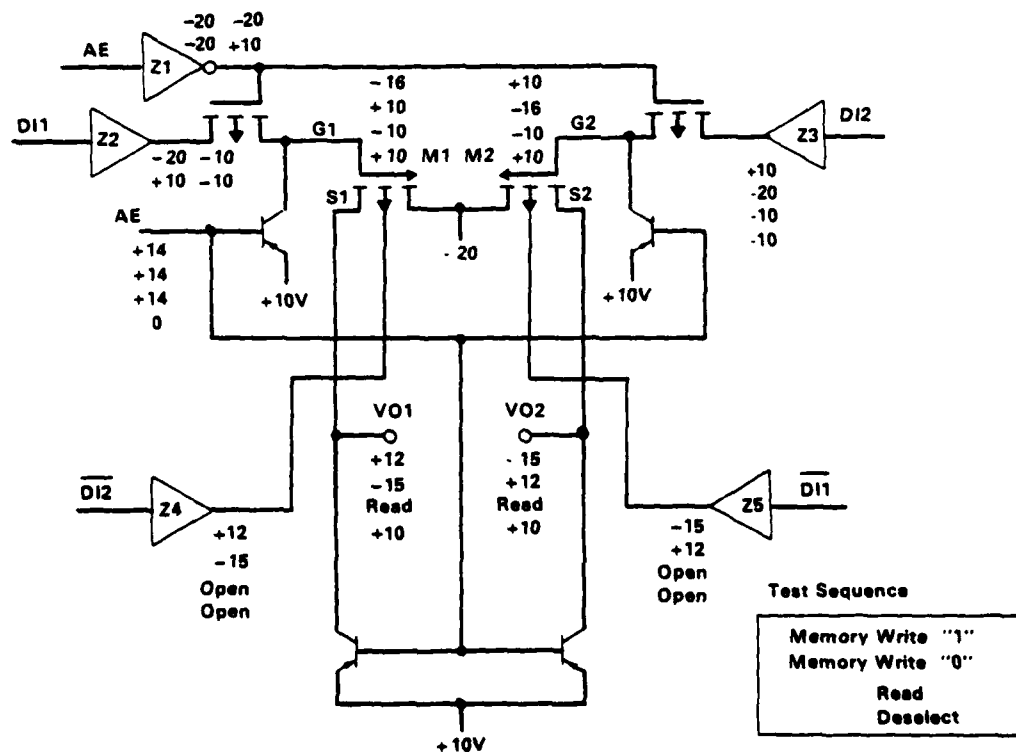 -20 -20
-20 +10
AE
Z1
-16
+10
-10
+10
+10
-16
-10
+10
DI1
Z2
-20 -10
+10 -10
G1
G2
Z3
DI2
+10
-20
-10
-10
M1 M2
S1
S2
-20
AE
+14
+14
+14
0
+10V
+10V
VO1
+12
-15
Read
+10
VO2
-15
+12
Read
+10
DI2
Z4
+12
-15
Open
Open
Z5
DI1
-15
+12
Open
Open
+10V
Test Sequence
Memory Write "1"
Memory Write "0"
Read
Deselect